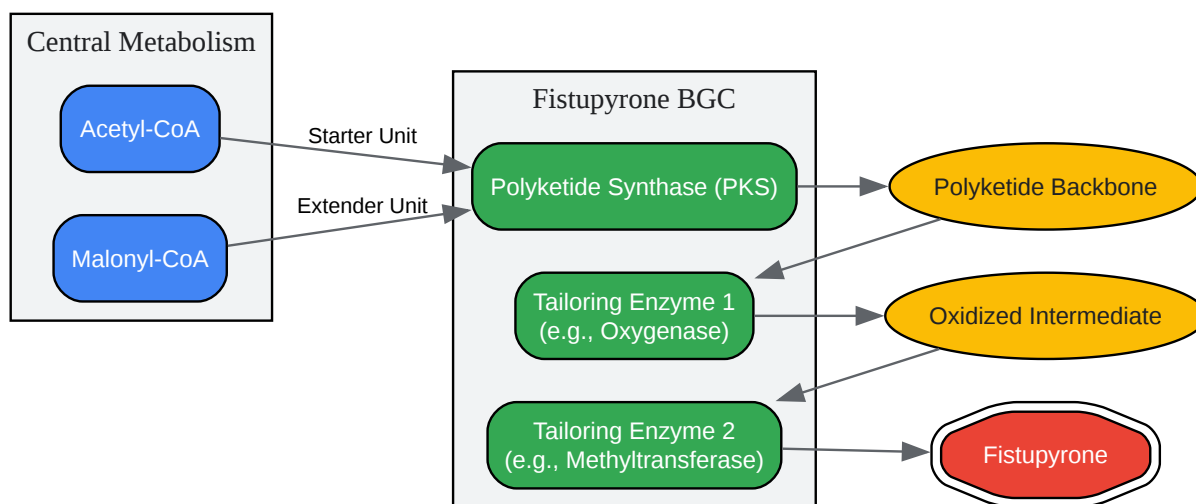 Central Metabolism
Acetyl-CoA
Malonyl-CoA
Starter Unit
Extender Unit
Fistupyrone BGC
Polyketide Synthase (PKS)
Polyketide Backbone
Tailoring Enzyme 1
(e.g., Oxygenase)
Oxidized Intermediate
Tailoring Enzyme 2
(e.g., Methyltransferase)
Fistupyrone